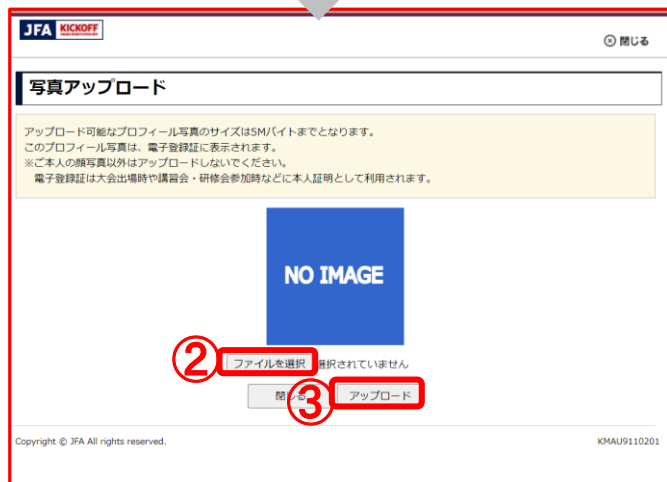 JFA KICKOFF
閉じる
写真アップロード
アップロード可能なプロフィール写真のサイズは5Mバイトまでとなります。
このプロフィール写真は、電子登録証に表示されます。
※ご本人の顔写真以外はアップロードしないでください。
電子登録証は大会出場時や講習会・研修会参加時などに本人証明として利用されます。
NO IMAGE
② ファイルを選択 選択されていません
閉じる ③ アップロード
Copyright © JFA All rights reserved. KMAU9110201